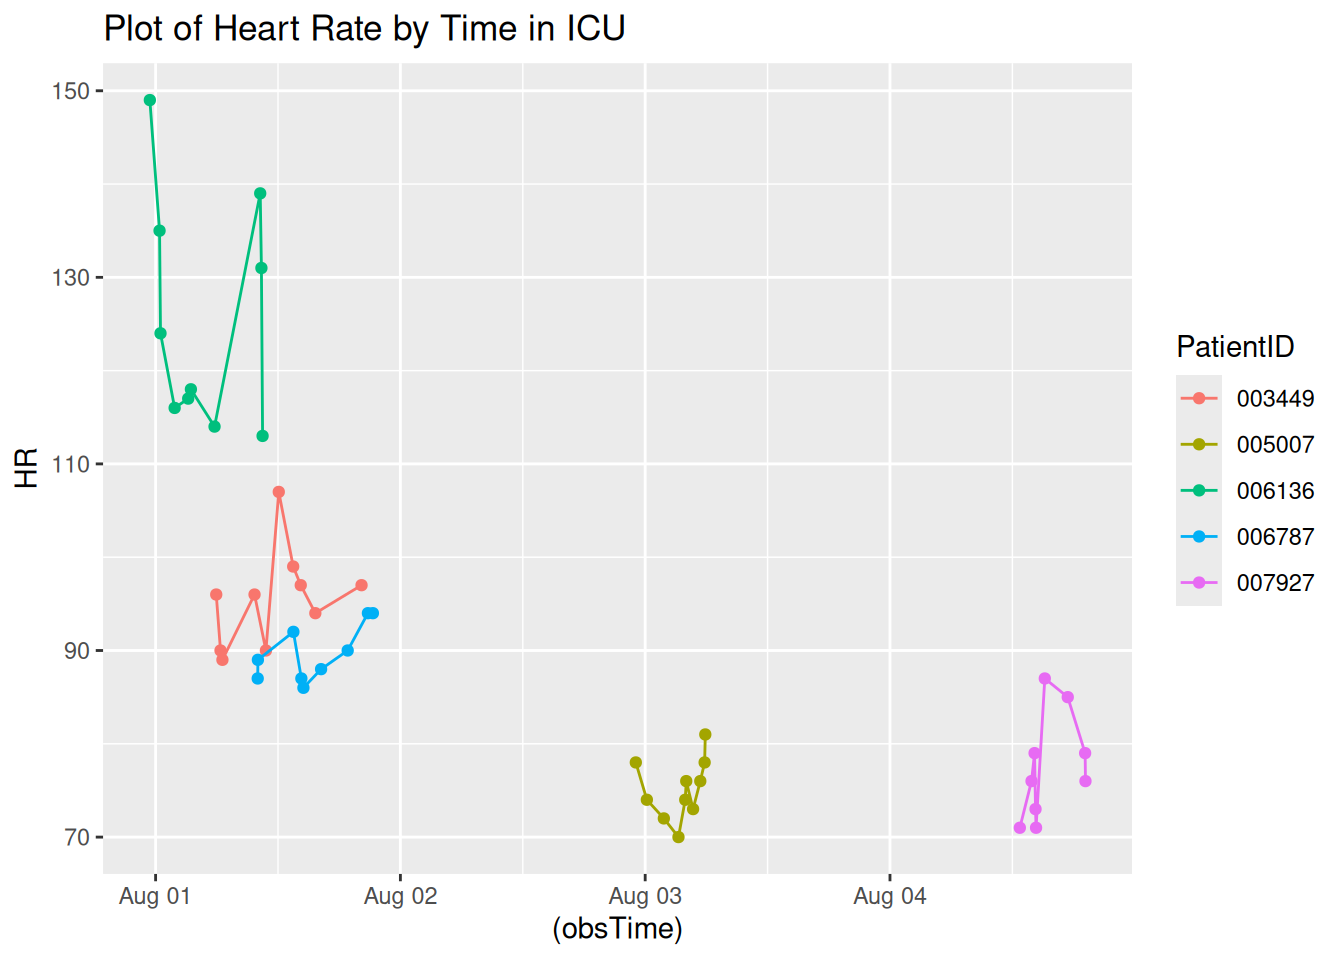 Plot of Heart Rate by Time in ICU
150
130
110
90
70
HR
Aug 01
Aug 02
Aug 03
Aug 04
(obsTime)
PatientID
003449
005007
006136
006787
007927